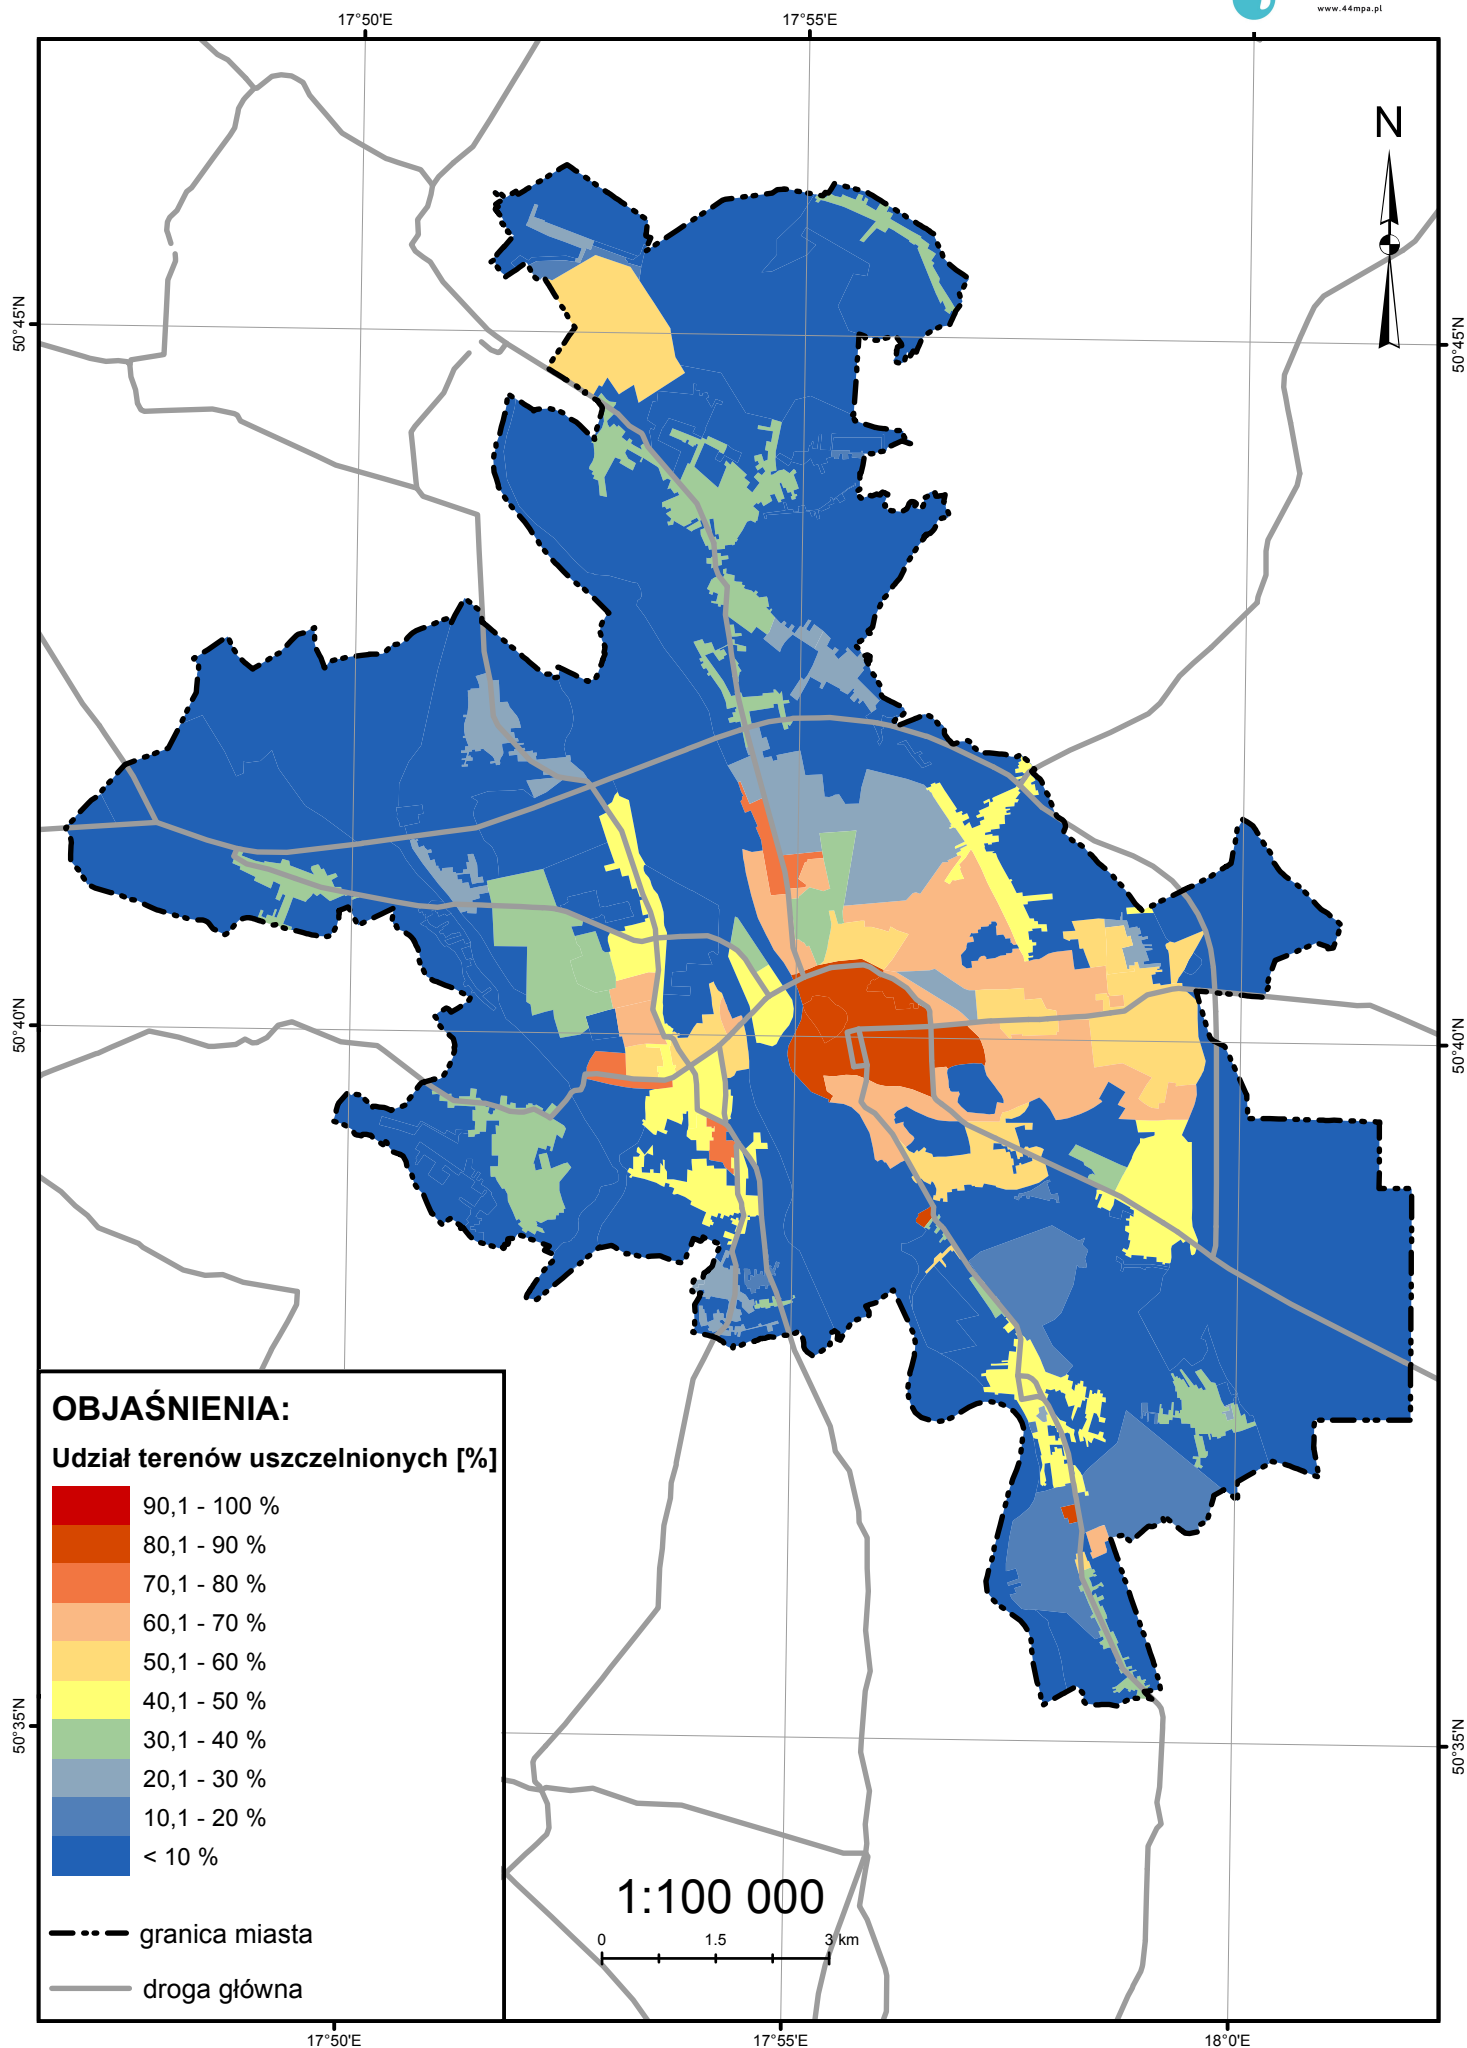 www.44mpa.pl
17°50'E
17°55'E
N
50°45'N
50°45'N
50°40'N
50°40'N
OBJAŚNIENIA:
Udział terenów uszczelnionych [%]
90,1 - 100 %
80,1 - 90 %
70,1 - 80 %
60,1 - 70 %
50,1 - 60 %
40,1 - 50 %
30,1 - 40 %
20,1 - 30 %
10,1 - 20 %
< 10 %
granica miasta
droga główna
50°35'N
50°35'N
1:100 000
0 1.5 3 km
17°50'E
17°55'E
18°0'E